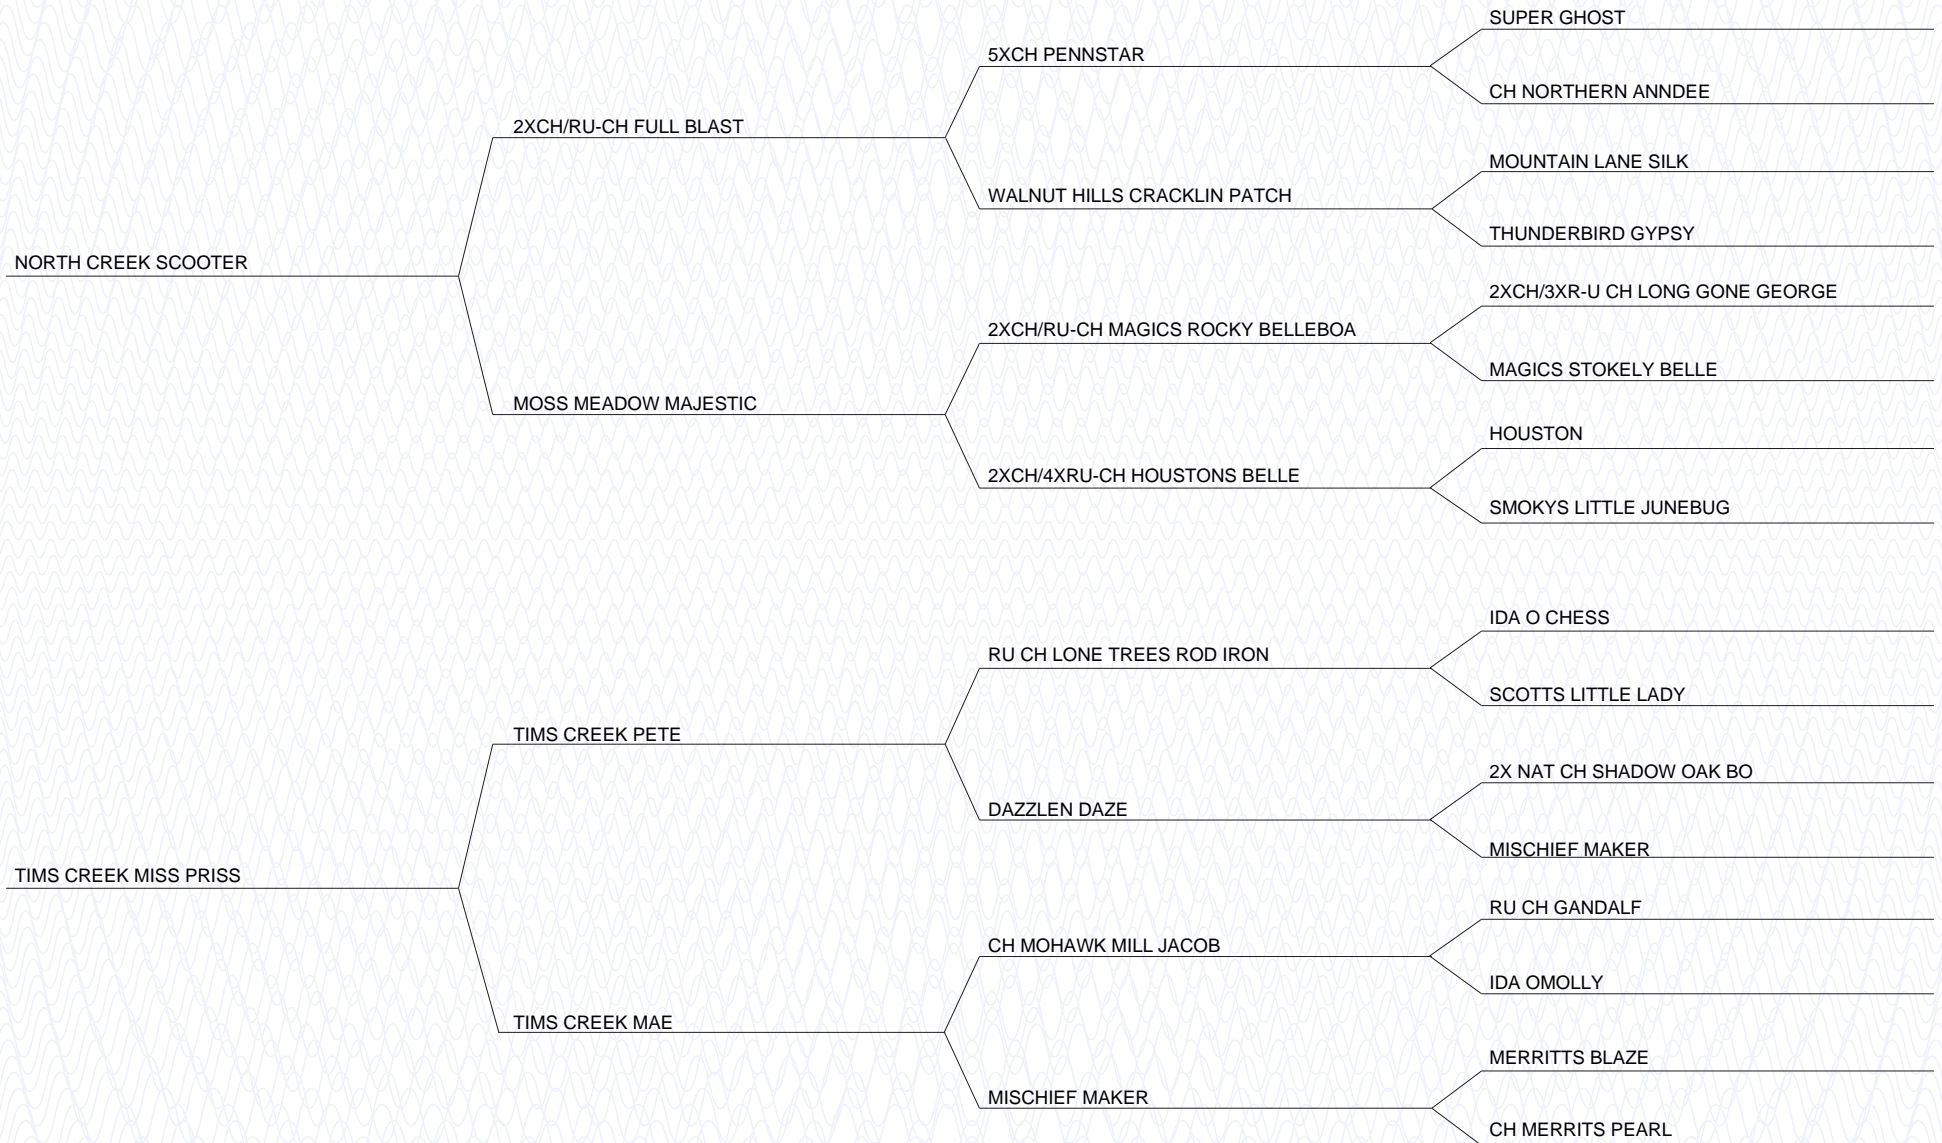 SUPER GHOST
5XCH PENNSTAR
CH NORTHERN ANNDEE
2XCH/RU-CH FULL BLAST
MOUNTAIN LANE SILK
WALNUT HILLS CRACKLIN PATCH
THUNDERBIRD GYPSY
NORTH CREEK SCOOTER
2XCH/3XR-U CH LONG GONE GEORGE
2XCH/RU-CH MAGICS ROCKY BELLEBOA
MAGICS STOKELY BELLE
MOSS MEADOW MAJESTIC
HOUSTON
2XCH/4XRU-CH HOUSTONS BELLE
SMOKYS LITTLE JUNEBUG
IDA O CHESS
RU CH LONE TREES ROD IRON
SCOTTS LITTLE LADY
TIMS CREEK PETE
2X NAT CH SHADOW OAK BO
DAZZLEN DAZE
MISCHIEF MAKER
TIMS CREEK MISS PRISS
RU CH GANDALF
CH MOHAWK MILL JACOB
IDA OMOLLY
TIMS CREEK MAE
MERRITTS BLAZE
MISCHIEF MAKER
CH MERRITS PEARL